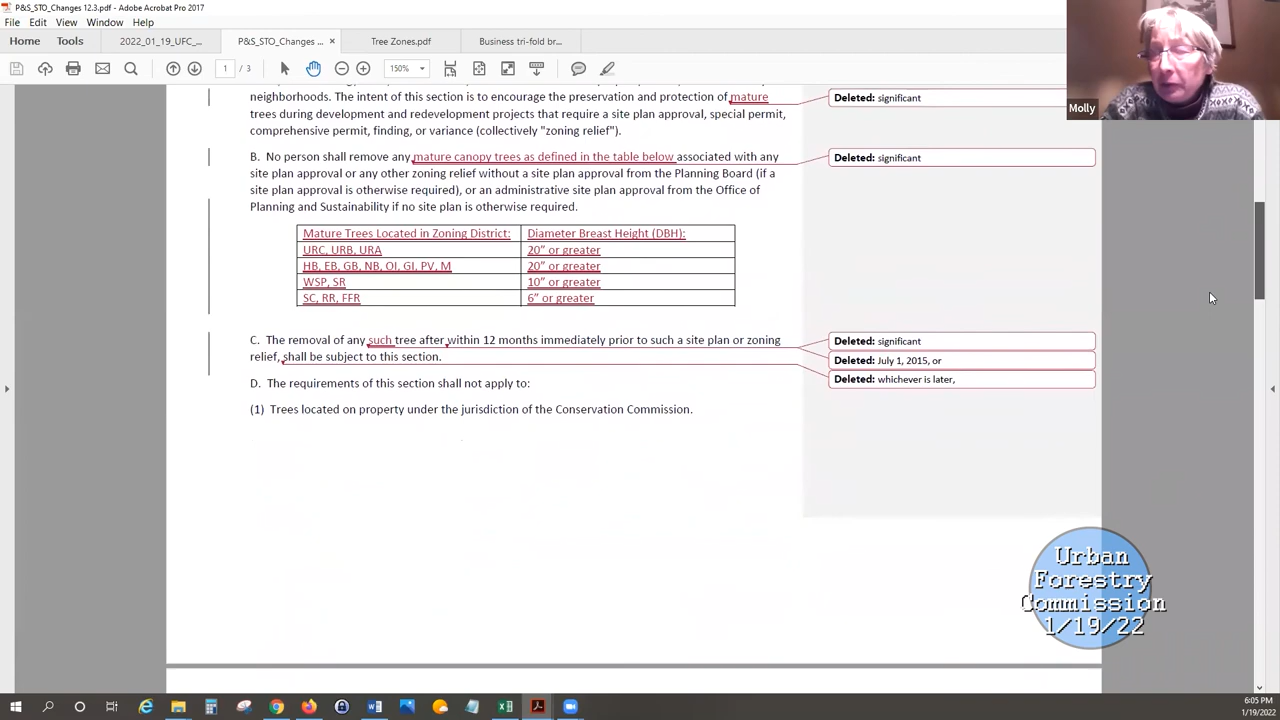 P&S_STO_Changes 12.3.pdf - Adobe Acrobat Pro 2017
File Edit View Window Help
Home Tools 2022_01_19_UFC_... P&S_STO_Changes ... × Tree Zones.pdf Business tri-fold br...
1 / 3 150%
neighborhoods. The intent of this section is to encourage the preservation and protection of mature
Deleted: significant
trees during development and redevelopment projects that require a site plan approval, special permit,
comprehensive permit, finding, or variance (collectively "zoning relief").
Molly
B. No person shall remove any mature canopy trees as defined in the table below associated with any
Deleted: significant
site plan approval or any other zoning relief without a site plan approval from the Planning Board (if a
site plan approval is otherwise required), or an administrative site plan approval from the Office of
Planning and Sustainability if no site plan is otherwise required.
Mature Trees Located in Zoning District: Diameter Breast Height (DBH):
URC, URB, URA 20” or greater
HB, EB, GB, NB, OI, GI, PV, M 20” or greater
WSP, SR 10” or greater
SC, RR, FFR 6” or greater
C. The removal of any such tree after within 12 months immediately prior to such a site plan or zoning
relief, shall be subject to this section.
Deleted: significant
Deleted: July 1, 2015, or
Deleted: whichever is later,
D. The requirements of this section shall not apply to:
(1) Trees located on property under the jurisdiction of the Conservation Commission.
Urban
Forestry
Commission
1/19/22
6:05 PM
1/19/2022